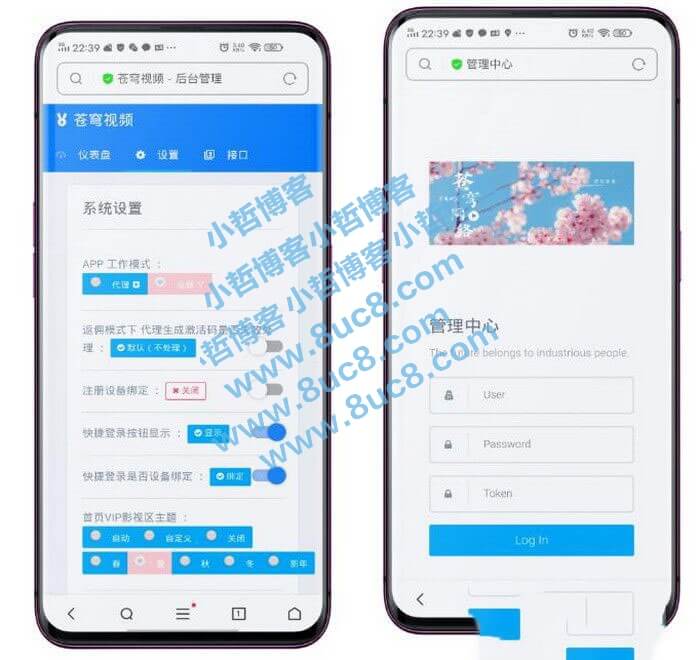 22:39
苍穹视频 - 后台管理
苍穹视频
仪表盘 设置 接口
系统设置
APP 工作模式 ：
代理
返佣模式下 代理生成激活码是否
理 ： 默认（不处理）
注册设备绑定 ： 关闭
快捷登录按钮显示 ： 显示
快捷登录是否设备绑定 ： 绑定
首页VIP影视区主题 ：
自动 自定义 关闭
春 夏 秋 冬 影年
1
22:39
管理中心
苍穹
管理中心
The future belongs to industrious people.
User
Password
Token
Log In
小哲博客小哲博客
小哲博客 小哲博客小
www.8uc8.com
www.8uc8.com
www.8uc8.com